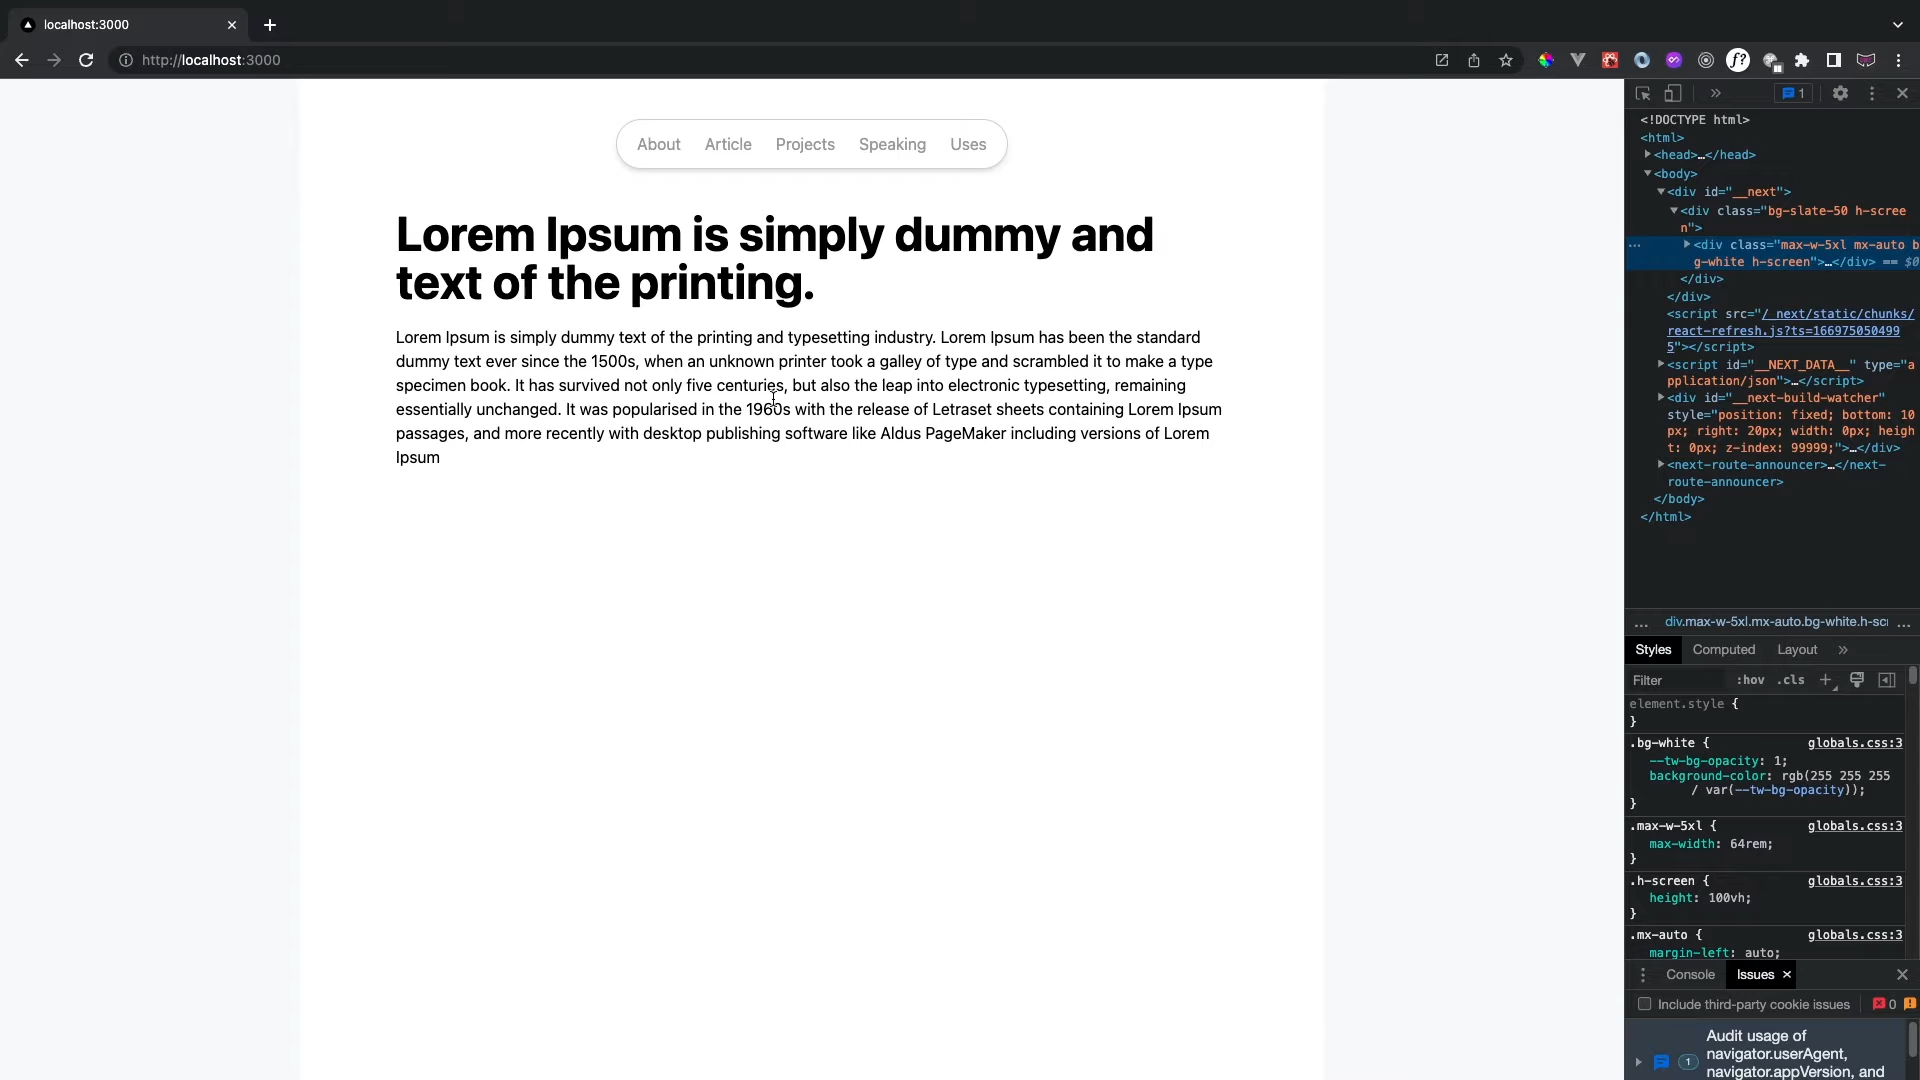 localhost:3000
http://localhost:3000
f?
1
About Article Projects Speaking Uses
Lorem Ipsum is simply dummy and
text of the printing.
Lorem Ipsum is simply dummy text of the printing and typesetting industry. Lorem Ipsum has been the standard
dummy text ever since the 1500s, when an unknown printer took a galley of type and scrambled it to make a type
specimen book. It has survived not only five centuries, but also the leap into electronic typesetting, remaining
essentially unchanged. It was popularised in the 1960s with the release of Letraset sheets containing Lorem Ipsum
passages, and more recently with desktop publishing software like Aldus PageMaker including versions of Lorem
Ipsum
<!DOCTYPE html>
<html>
<head>…</head>
<body>
<div id="__next">
<div class="bg-slate-50 h-scree
n">
… <div class="max-w-5xl mx-auto b
g-white h-screen">…</div> == $0
</div>
</div>
<script src="/_next/static/chunks/
react-refresh.js?ts=166975050499
5"></script>
<script id="__NEXT_DATA__" type="a
pplication/json">…</script>
<div id="__next-build-watcher"
style="position: fixed; bottom: 10
px; right: 20px; width: 0px; heigh
t: 0px; z-index: 99999;">…</div>
<next-route-announcer>…</next-
route-announcer>
</body>
</html>
… div.max-w-5xl.mx-auto.bg-white.h-scr …
Styles Computed Layout »
Filter :hov .cls +
element.style {
}
.bg-white { globals.css:3
--tw-bg-opacity: 1;
background-color: rgb(255 255 255
/ var(--tw-bg-opacity));
}
.max-w-5xl { globals.css:3
max-width: 64rem;
}
.h-screen { globals.css:3
height: 100vh;
}
.mx-auto { globals.css:3
margin-left: auto;
Console Issues
Include third-party cookie issues 0
1 Audit usage of
navigator.userAgent,
navigator.appVersion, and